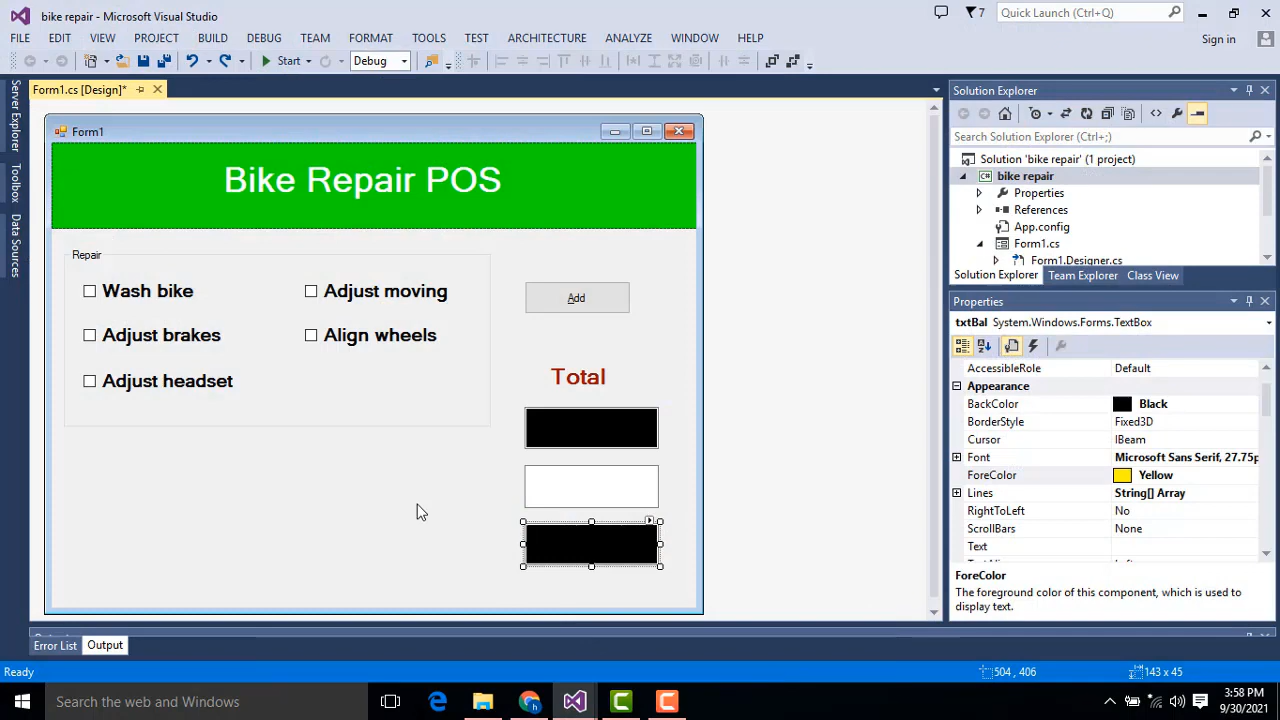 bike repair - Microsoft Visual Studio
7
Quick Launch (Ctrl+Q)
FILE EDIT VIEW PROJECT BUILD DEBUG TEAM FORMAT TOOLS TEST ARCHITECTURE ANALYZE WINDOW HELP
Sign in
Start
Debug
Server Explorer
Toolbox
Data Sources
Form1.cs [Design]*
Form1
Bike Repair POS
Repair
Wash bike
Adjust moving
Adjust brakes
Align wheels
Adjust headset
Add
Total
Solution Explorer
Search Solution Explorer (Ctrl+;)
Solution 'bike repair' (1 project)
C# bike repair
Properties
References
App.config
Form1.cs
Form1.Designer.cs
Solution Explorer Team Explorer Class View
Properties
txtBal System.Windows.Forms.TextBox
AccessibleRole Default
Appearance
BackColor Black
BorderStyle Fixed3D
Cursor IBeam
Font Microsoft Sans Serif, 27.75p
ForeColor Yellow
Lines String[] Array
RightToLeft No
ScrollBars None
Text
ForeColor
The foreground color of this component, which is used to
display text.
Error List Output
Ready
504 , 406
143 x 45
Search the web and Windows
3:58 PM
9/30/2021